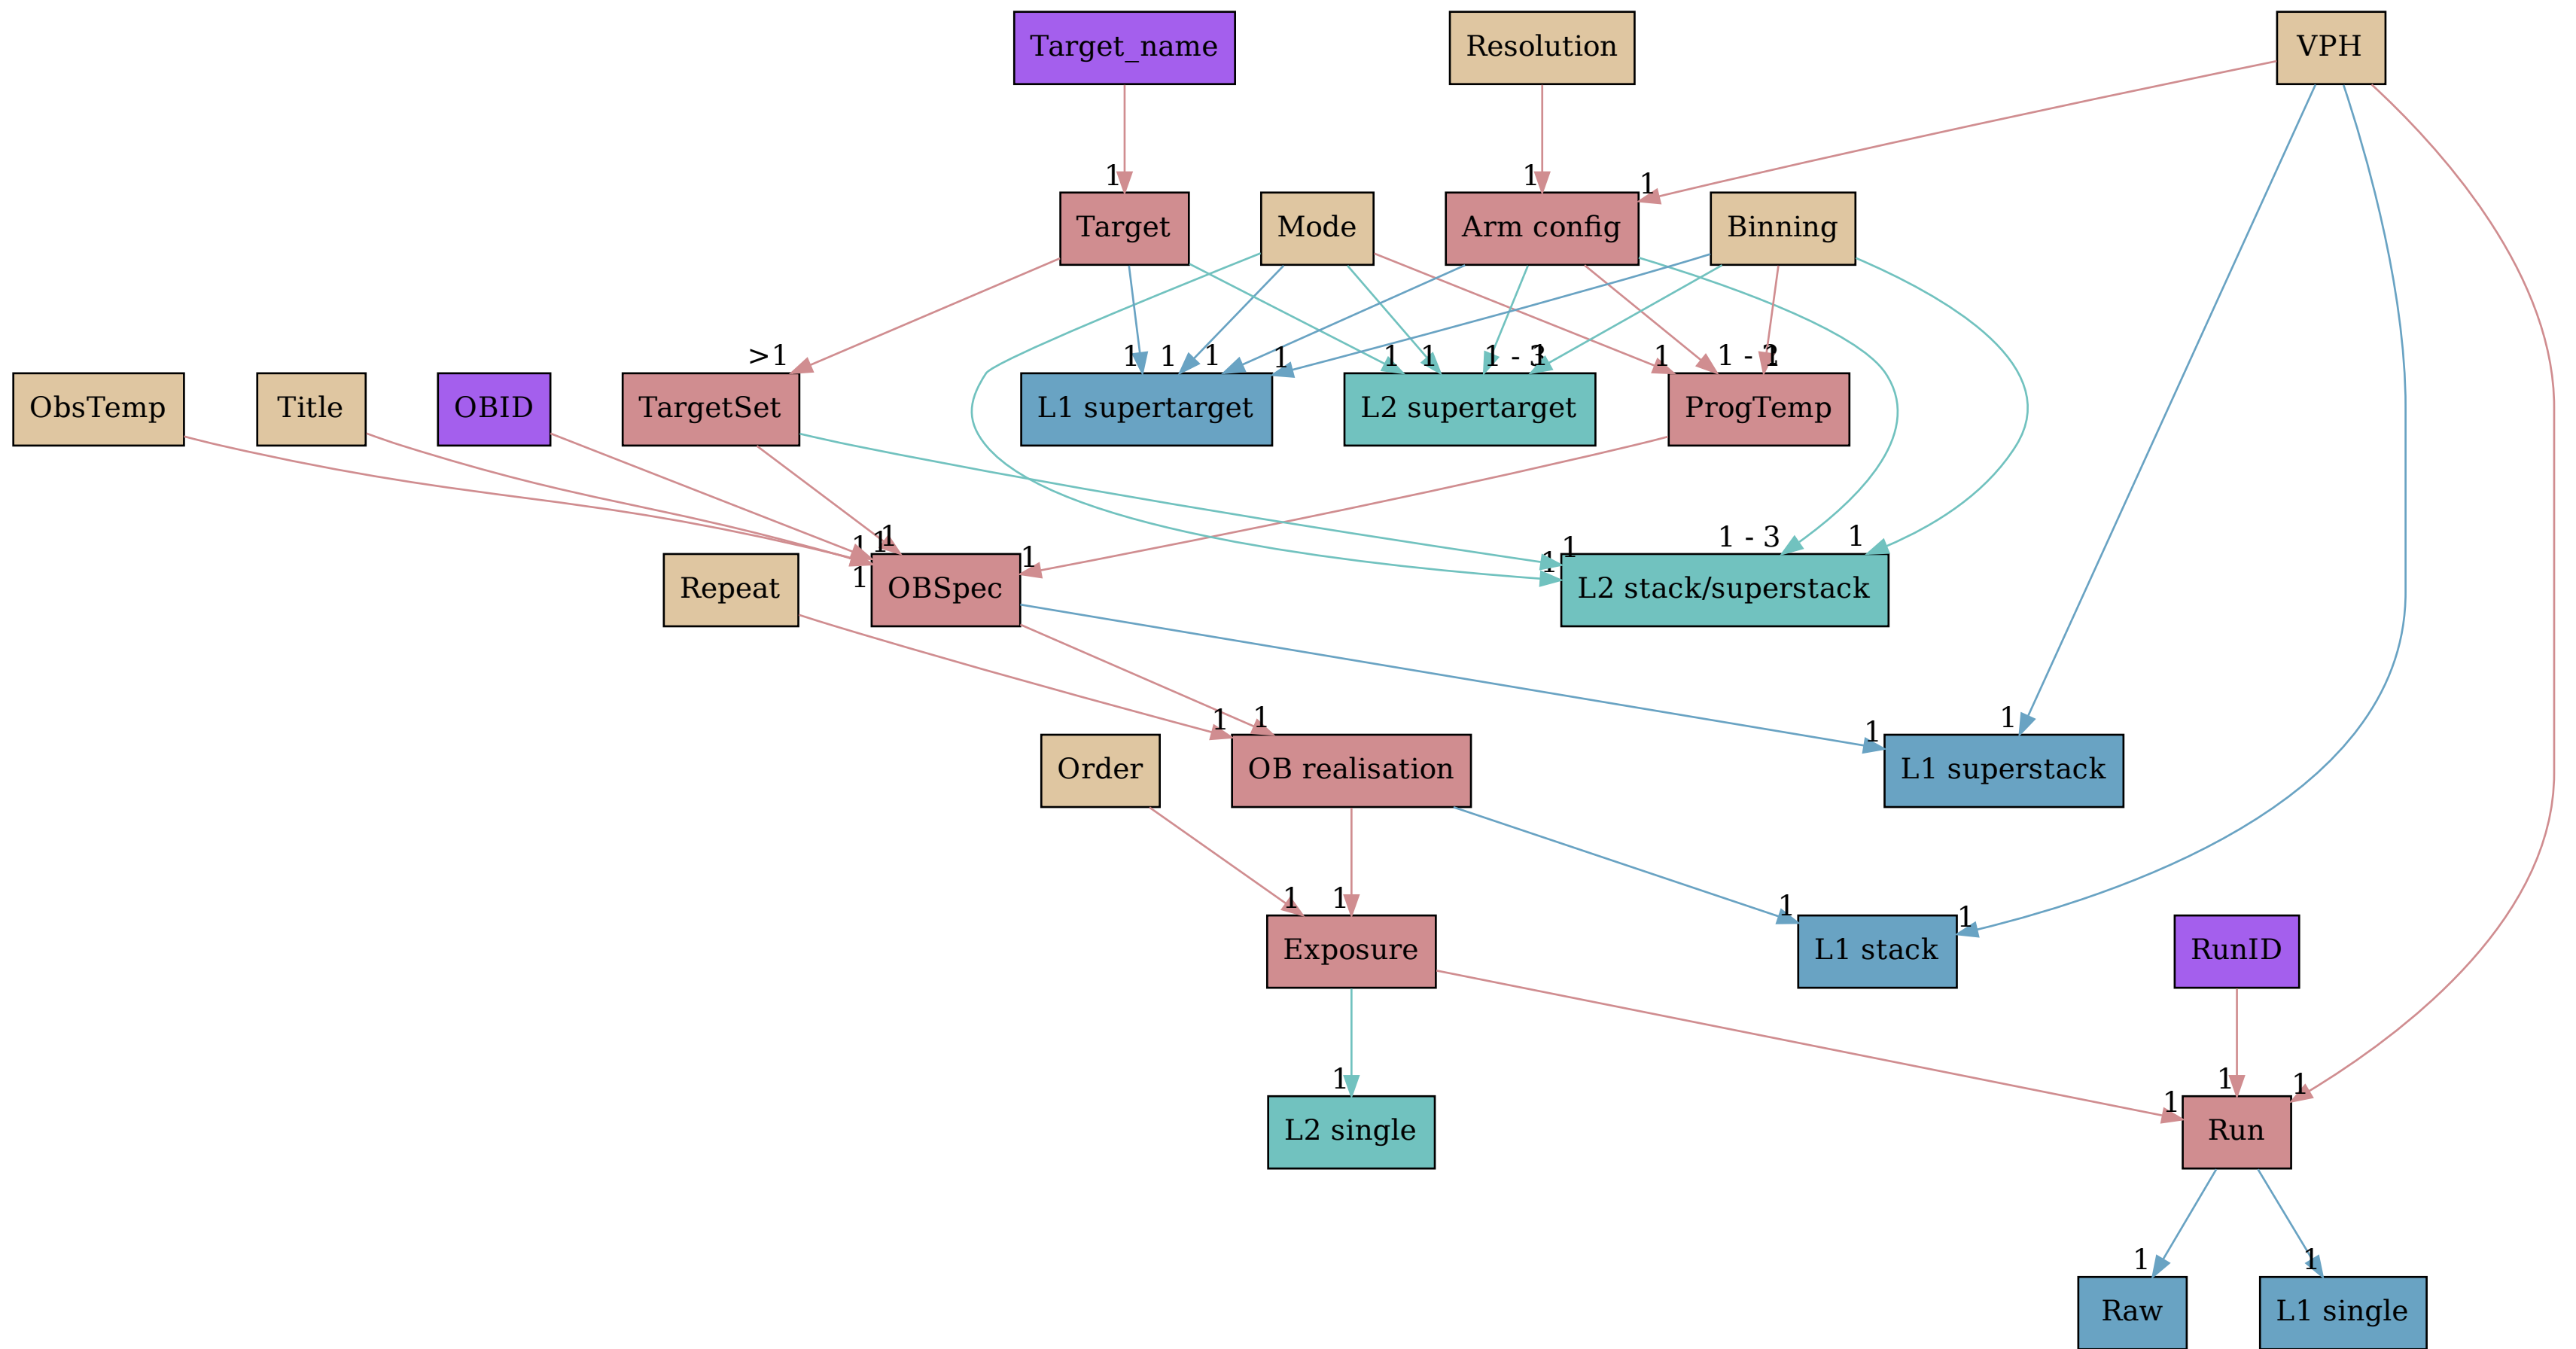 Target_name
Resolution
VPH
1
1
1
Target
Mode
Arm config
Binning
>1
1
1
1
1
1
1
1 - 3
1
1
1 - 2
1
ObsTemp
Title
OBID
TargetSet
L1 supertarget
L2 supertarget
ProgTemp
1
1
1
1
1
1
1
1 - 3
1
Repeat
OBSpec
L2 stack/superstack
1
1
1
1
Order
OB realisation
L1 superstack
1
1
1
1
Exposure
L1 stack
RunID
1
1
1
1
L2 single
Run
1
1
Raw
L1 single